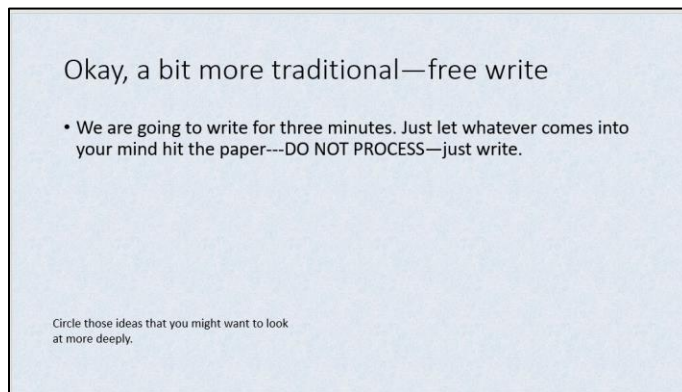 Okay, a bit more traditional—free write
• We are going to write for three minutes. Just let whatever comes into
your mind hit the paper---DO NOT PROCESS—just write.
Circle those ideas that you might want to look
at more deeply.